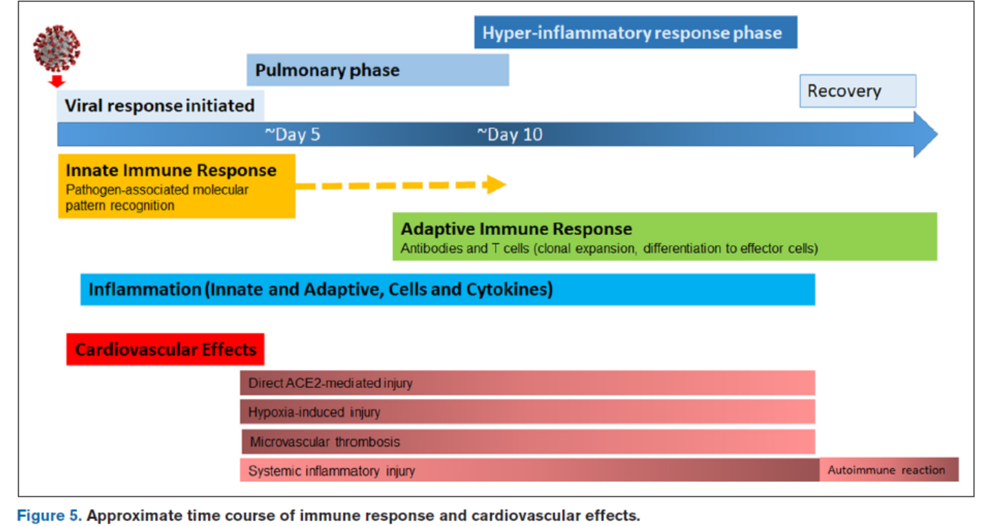 Hyper-inflammatory response phase
Pulmonary phase
Recovery
Viral response initiated
~Day 5
~Day 10
Innate Immune Response
Pathogen-associated molecular
pattern recognition
Adaptive Immune Response
Antibodies and T cells (clonal expansion, differentiation to effector cells)
Inflammation (Innate and Adaptive, Cells and Cytokines)
Cardiovascular Effects
Direct ACE2-mediated injury
Hypoxia-induced injury
Microvascular thrombosis
Systemic inflammatory injury
Autoimmune reaction
Figure 5. Approximate time course of immune response and cardiovascular effects.